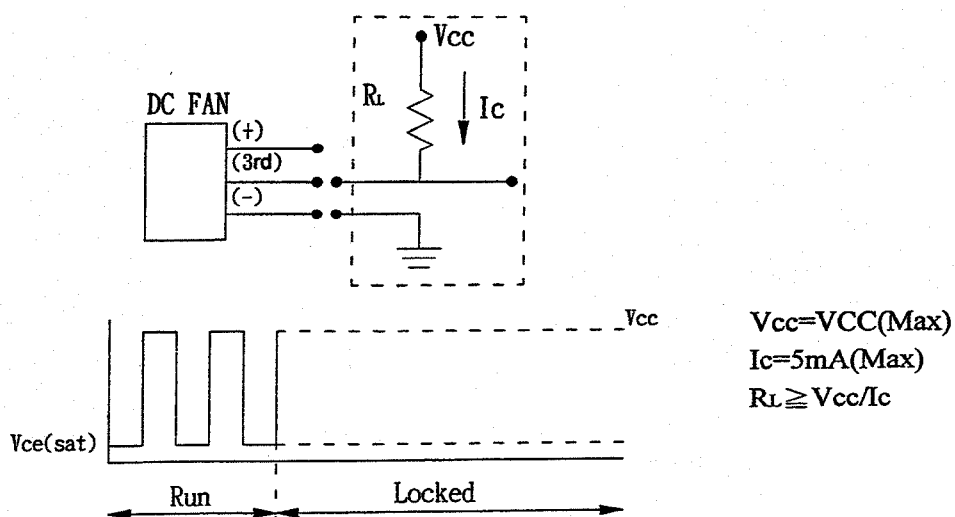 Vcc
RL
Ic
DC FAN
(+)
(3rd)
(-)
Vcc
Vce(sat)
Run
Locked
Vcc=VCC(Max)
Ic=5mA(Max)
RL≧Vcc/Ic